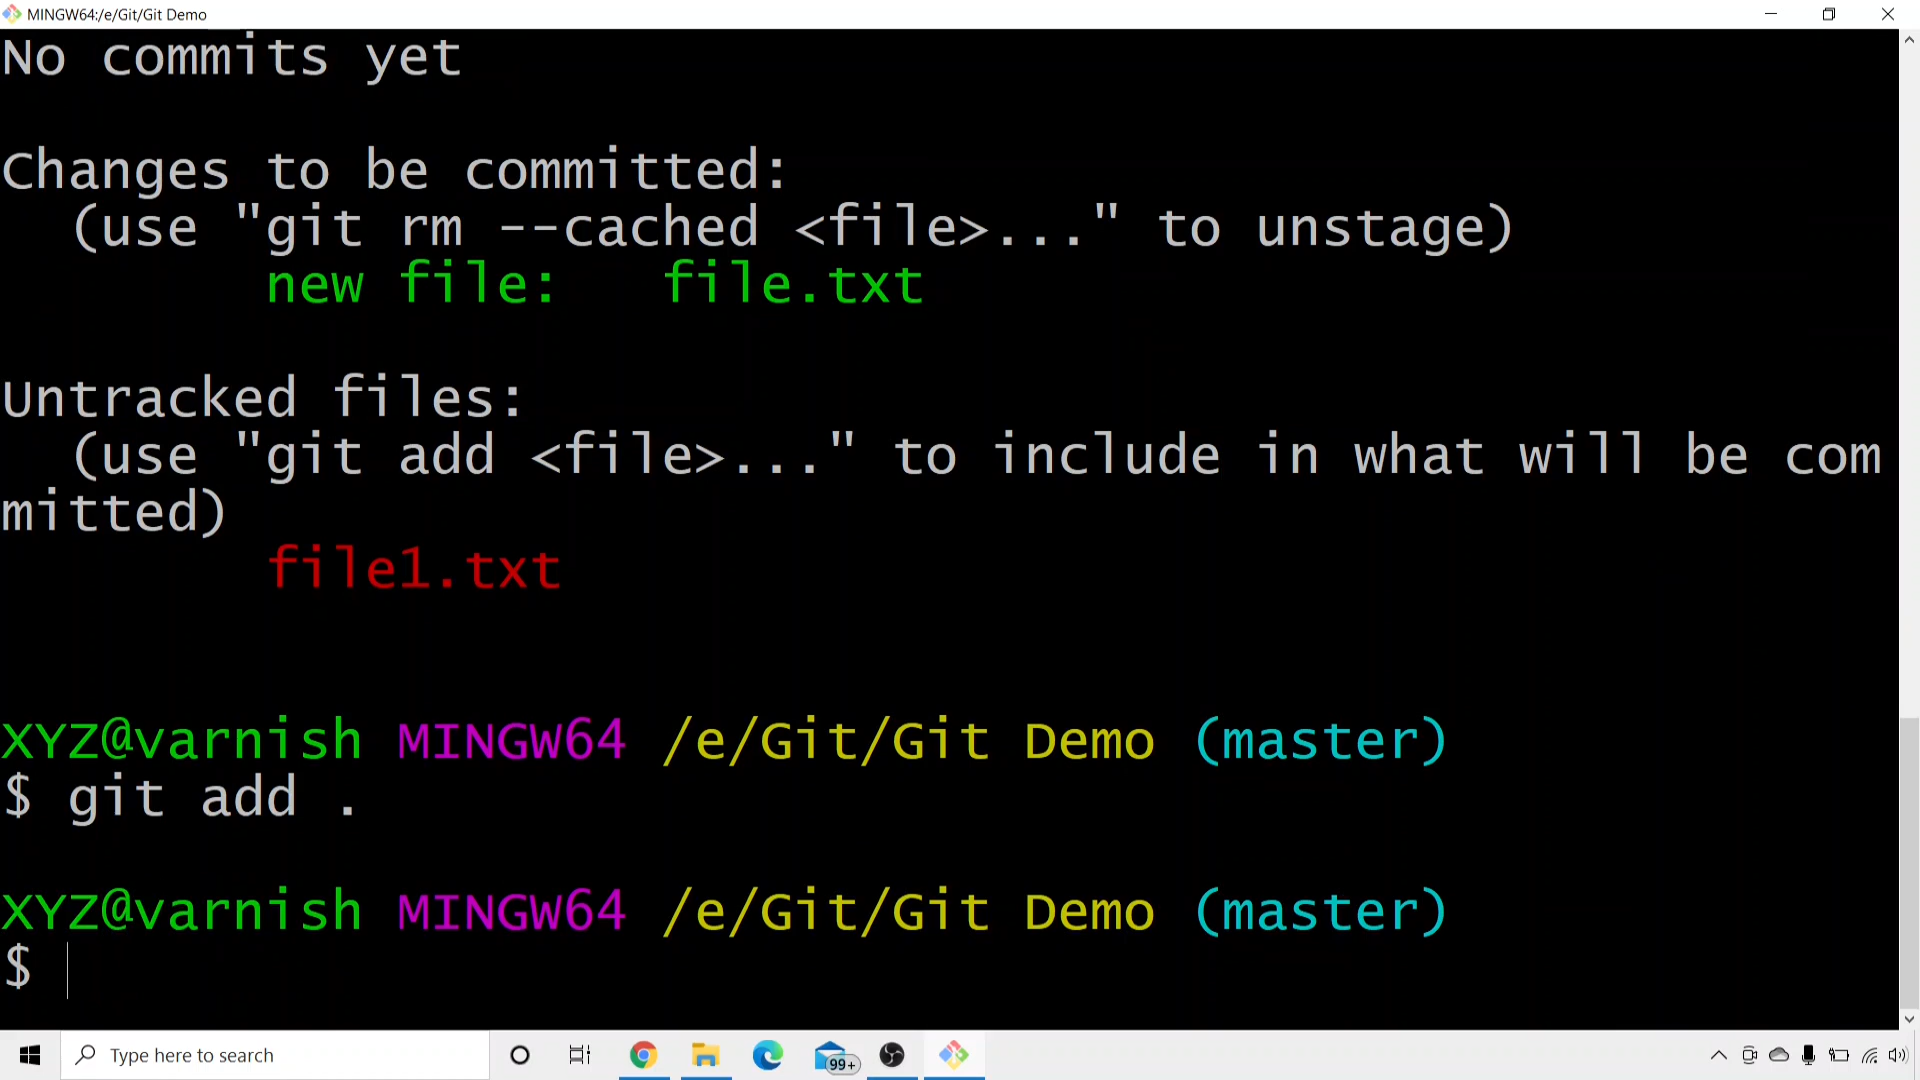 MINGW64:/e/Git/Git Demo
No commits yet
Changes to be committed:
(use "git rm --cached <file>..." to unstage)
new file:   file.txt
Untracked files:
(use "git add <file>..." to include in what will be com
mitted)
file1.txt
XYZ@varnish MINGW64 /e/Git/Git Demo (master)
$ git add .
XYZ@varnish MINGW64 /e/Git/Git Demo (master)
$
Type here to search
99+